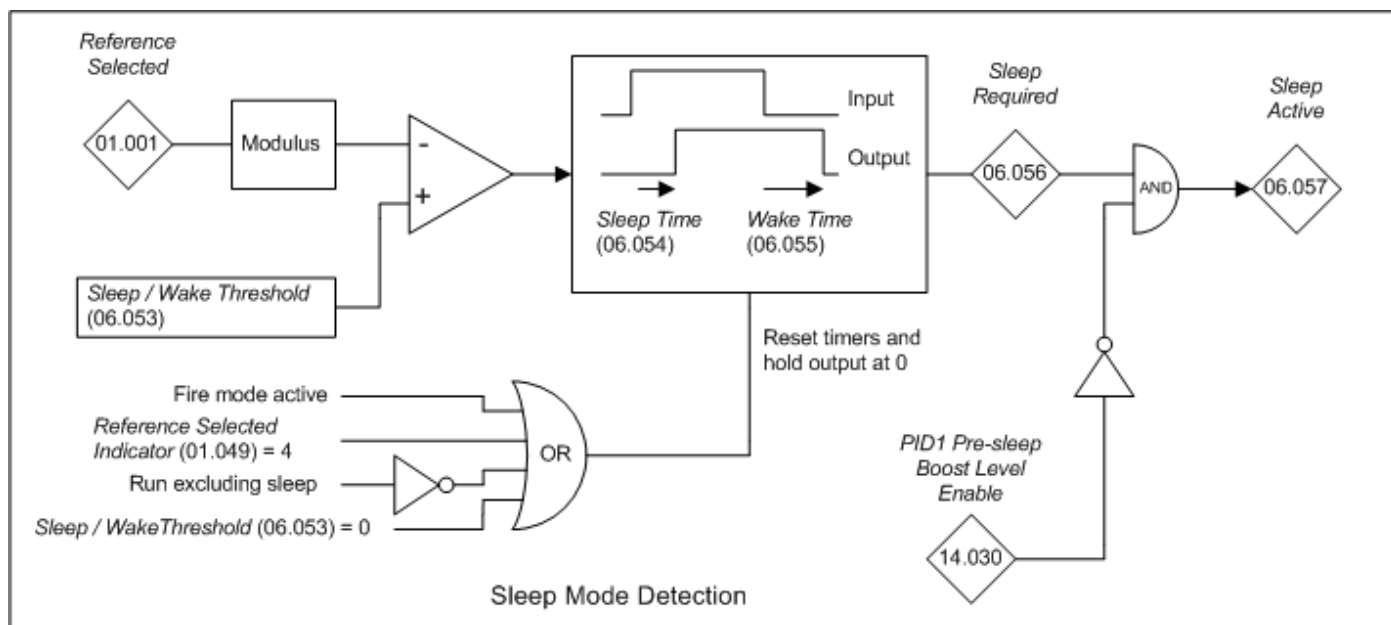 Reference
Selected
01.001
Modulus
-
+
Sleep / Wake Threshold
(06.053)
Input
Output
Sleep Time
(06.054)
Wake Time
(06.055)
Sleep
Required
06.056
AND
Sleep
Active
06.057
Reset timers and
hold output at 0
Fire mode active
Reference Selected
Indicator (01.049) = 4
Run excluding sleep
Sleep / WakeThreshold (06.053) = 0
OR
PID1 Pre-sleep
Boost Level
Enable
14.030
Sleep Mode Detection